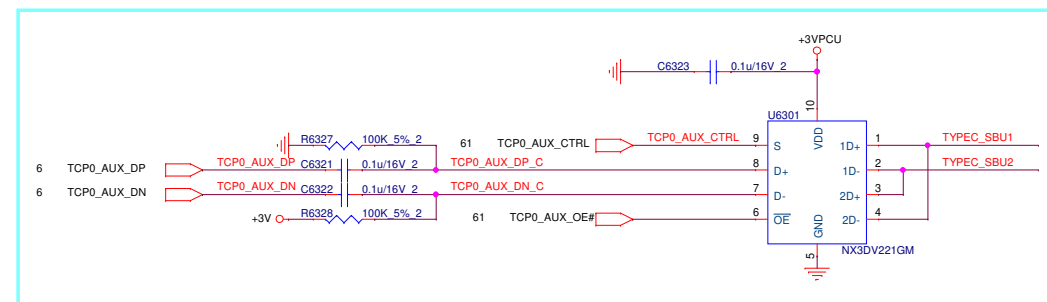 +3VPCU
C6323 0.1u/16V_2
10
U6301
R6327 100K_5%_2
61 TCP0_AUX_CTRL TCP0_AUX_CTRL 9 S VDD 1D+ 1 TYPEC_SBU1
6 TCP0_AUX_DP TCP0_AUX_DP C6321 0.1u/16V_2 TCP0_AUX_DP_C 8 D+ 1D- 2 TYPEC_SBU2
6 TCP0_AUX_DN TCP0_AUX_DN C6322 0.1u/16V_2 TCP0_AUX_DN_C 7 D- 2D+ 3
+3V R6328 100K_5%_2 61 TCP0_AUX_OE# 6 OE GND 2D- 4
5 NX3DV221GM